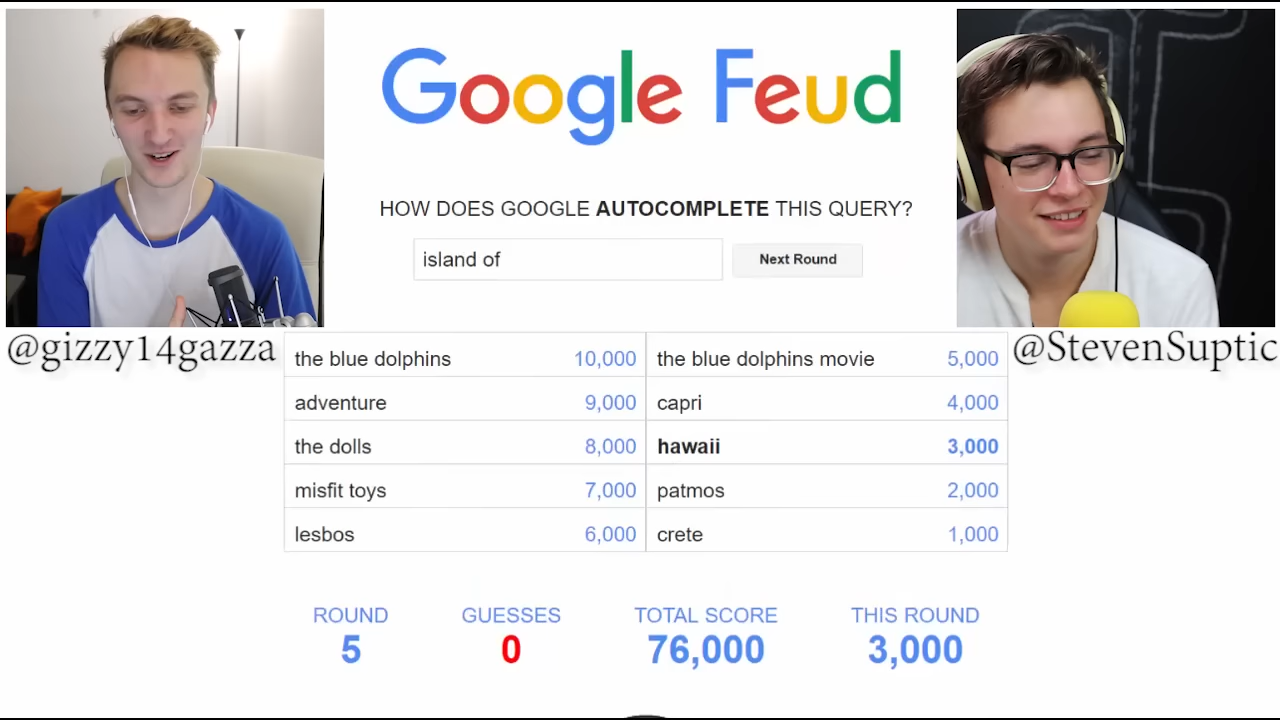 Google Feud
HOW DOES GOOGLE AUTOCOMPLETE THIS QUERY?
island of
Next Round
@gizzy14gazza
@StevenSuptic
the blue dolphins 10,000
adventure 9,000
the dolls 8,000
misfit toys 7,000
lesbos 6,000
the blue dolphins movie 5,000
capri 4,000
hawaii 3,000
patmos 2,000
crete 1,000
ROUND
5
GUESSES
0
TOTAL SCORE
76,000
THIS ROUND
3,000